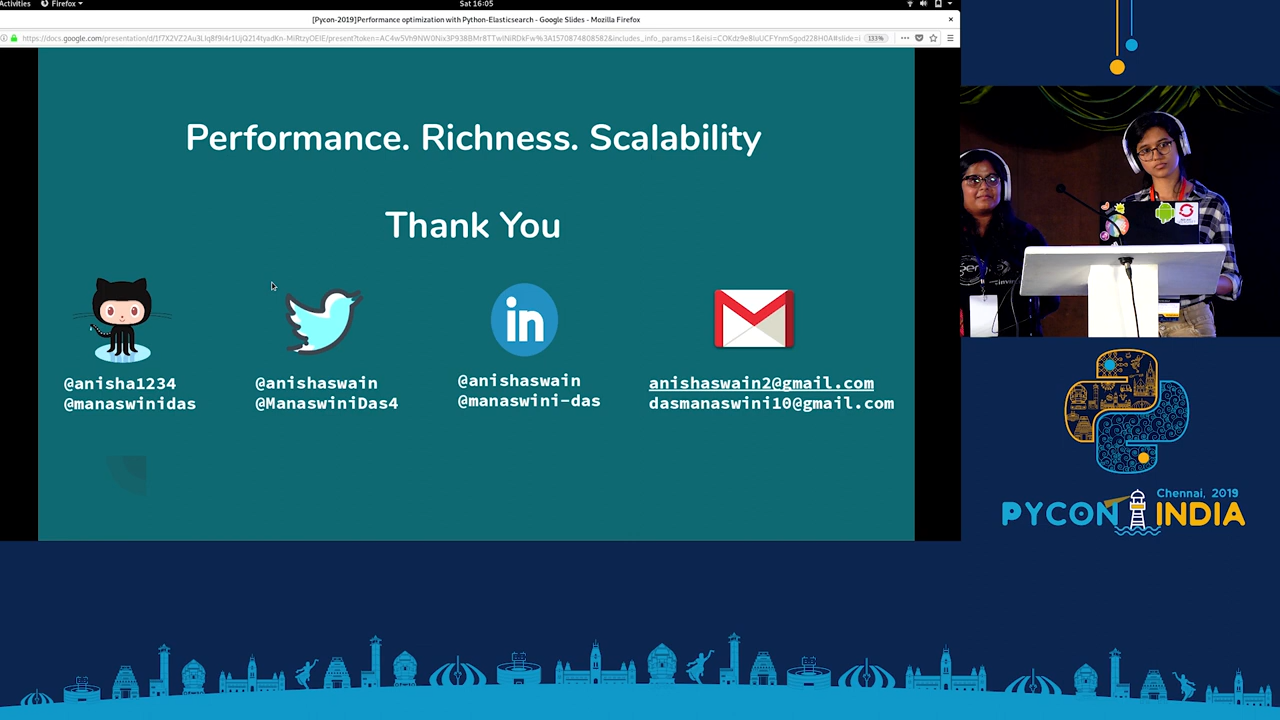 Activities Firefox Sat 16:05
[Pycon-2019]Performance optimization with Python-Elasticsearch - Google Slides - Mozilla Firefox
133%
Performance. Richness. Scalability
Thank You
in
@anisha1234
@manaswinidas
@anishaswain
@ManaswiniDas4
@anishaswain
@manaswini-das
anishaswain2@gmail.com
dasmanaswini10@gmail.com
Chennai, 2019
PYCON INDIA